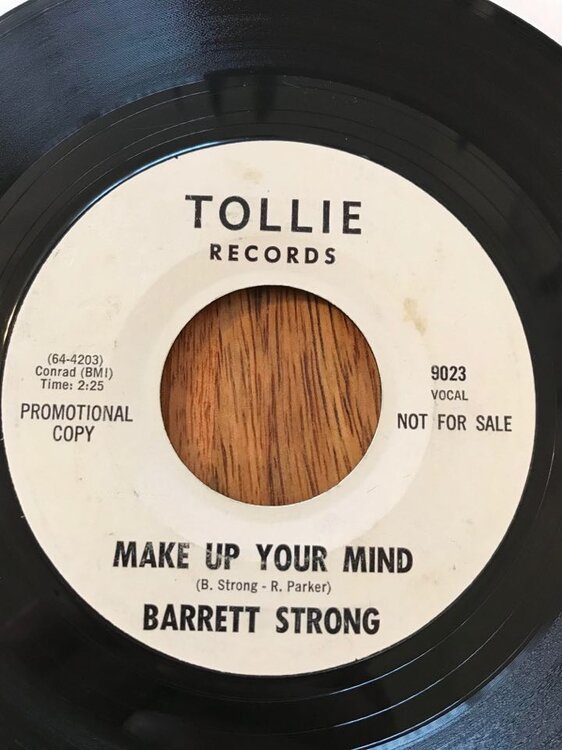 TOLLIE
RECORDS
(64-4203)
Conrad (BMI)
Time: 2:25
PROMOTIONAL
COPY
9023
VOCAL
NOT FOR SALE
MAKE UP YOUR MIND
(B. Strong - R. Parker)
BARRETT STRONG